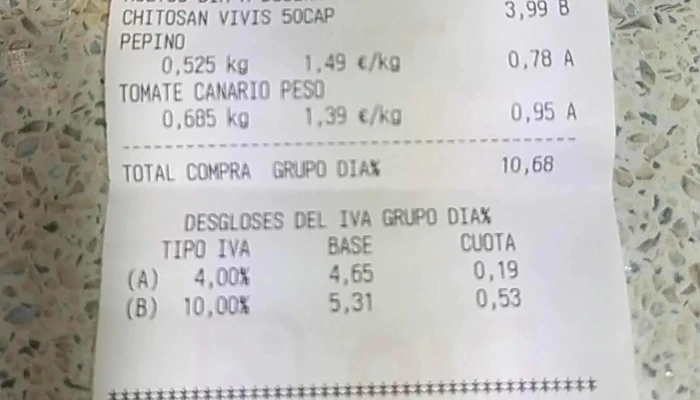 CHITOSAN VIVIS 50CAP 3,99 B
PEPINO
0,525 kg 1,49 €/kg 0,78 A
TOMATE CANARIO PESO
0,685 kg 1,39 €/kg 0,95 A
TOTAL COMPRA GRUPO DIA% 10,68
DESGLOSES DEL IVA GRUPO DIA%
TIPO IVA BASE CUOTA
(A) 4,00% 4,65 0,19
(B) 10,00% 5,31 0,53